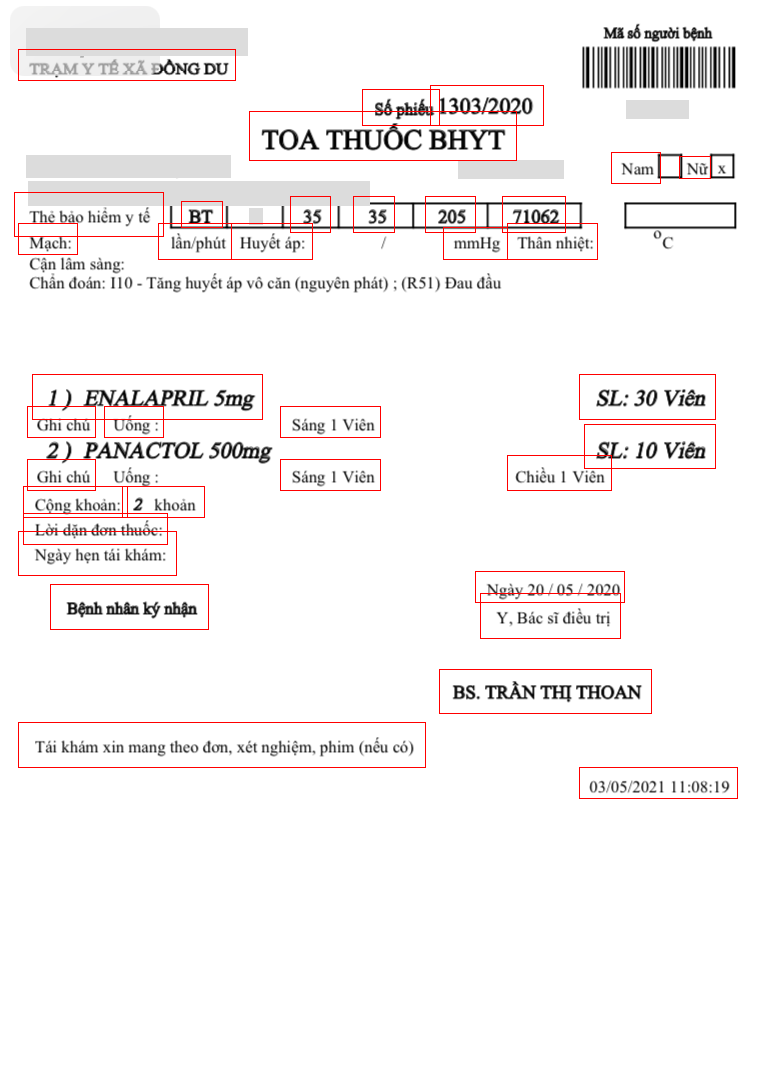 Mã số người bệnh
TRẠM Y TẾ XÃ ĐỒNG DU
Số phiếu 1303/2020
TOA THUỐC BHYT
Nam Nữ x
Thẻ bảo hiểm y tế BT 35 35 205 71062
Mạch: lần/phút Huyết áp: / mmHg Thân nhiệt: °C
Cận lâm sàng:
Chẩn đoán: I10 - Tăng huyết áp vô căn (nguyên phát) ; (R51) Đau đầu
1 ) ENALAPRIL 5mg SL: 30 Viên
Ghi chú Uống : Sáng 1 Viên
2 ) PANACTOL 500mg SL: 10 Viên
Ghi chú Uống : Sáng 1 Viên Chiều 1 Viên
Cộng khoản: 2 khoản
Lời dặn đơn thuốc:
Ngày hẹn tái khám:
Ngày 20 / 05 / 2020
Bệnh nhân ký nhận Y, Bác sĩ điều trị
BS. TRẦN THỊ THOAN
Tái khám xin mang theo đơn, xét nghiệm, phim (nếu có)
03/05/2021 11:08:19